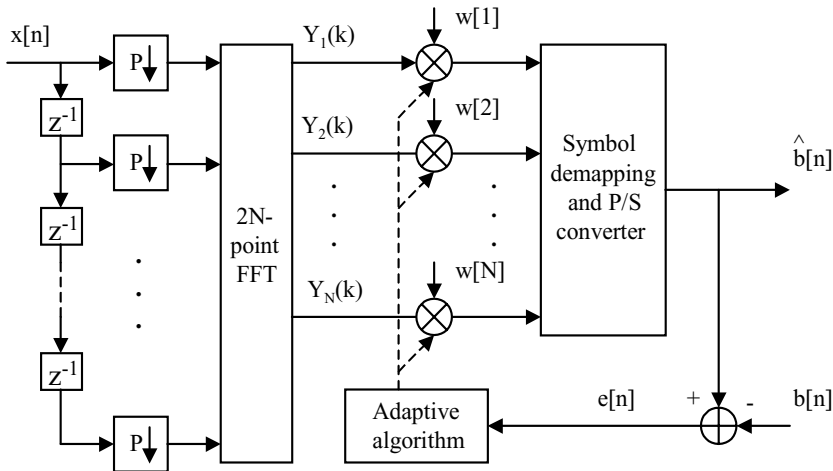 x[n]
P
z⁻¹
P
z⁻¹
z⁻¹
P
2N-
point
FFT
Y₁(k)
Y₂(k)
Y_N(k)
w[1]
w[2]
w[N]
Symbol
demapping
and P/S
converter
b̂[n]
Adaptive
algorithm
e[n]
+
-
b[n]